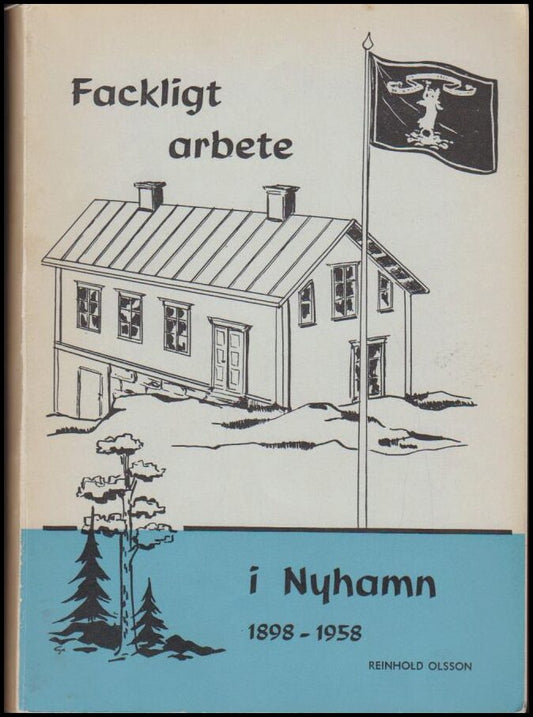 Fackligt
arbete
i Nyhamn
1898 - 1958
REINHOLD OLSSON